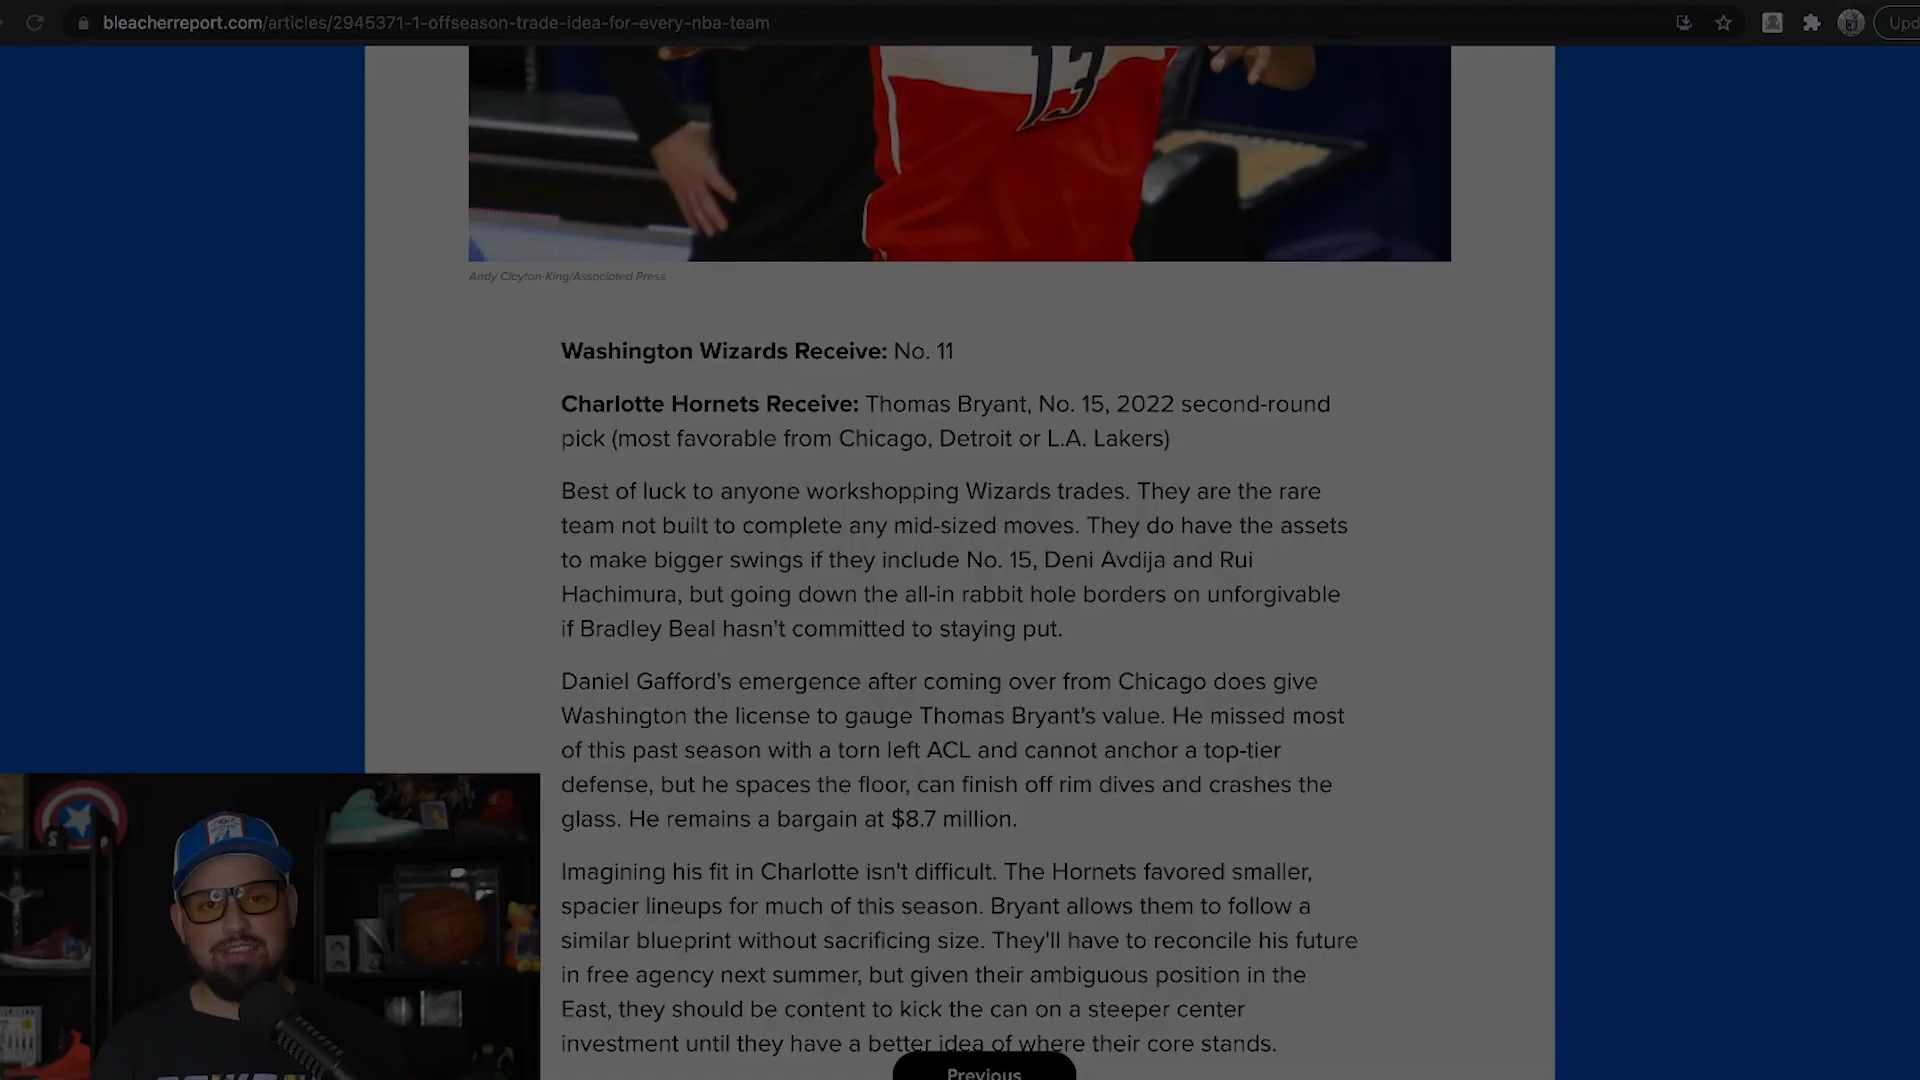 bleacherreport.com/articles/2945371-1-offseason-trade-idea-for-every-nba-team
Upd
13
Andy Clayton-King/Associated Press
Washington Wizards Receive: No. 11
Charlotte Hornets Receive: Thomas Bryant, No. 15, 2022 second-round
pick (most favorable from Chicago, Detroit or L.A. Lakers)
Best of luck to anyone workshopping Wizards trades. They are the rare
team not built to complete any mid-sized moves. They do have the assets
to make bigger swings if they include No. 15, Deni Avdija and Rui
Hachimura, but going down the all-in rabbit hole borders on unforgivable
if Bradley Beal hasn't committed to staying put.
Daniel Gafford's emergence after coming over from Chicago does give
Washington the license to gauge Thomas Bryant's value. He missed most
of this past season with a torn left ACL and cannot anchor a top-tier
defense, but he spaces the floor, can finish off rim dives and crashes the
glass. He remains a bargain at $8.7 million.
Imagining his fit in Charlotte isn't difficult. The Hornets favored smaller,
spacier lineups for much of this season. Bryant allows them to follow a
similar blueprint without sacrificing size. They'll have to reconcile his future
in free agency next summer, but given their ambiguous position in the
East, they should be content to kick the can on a steeper center
investment until they have a better idea of where their core stands.
Previous